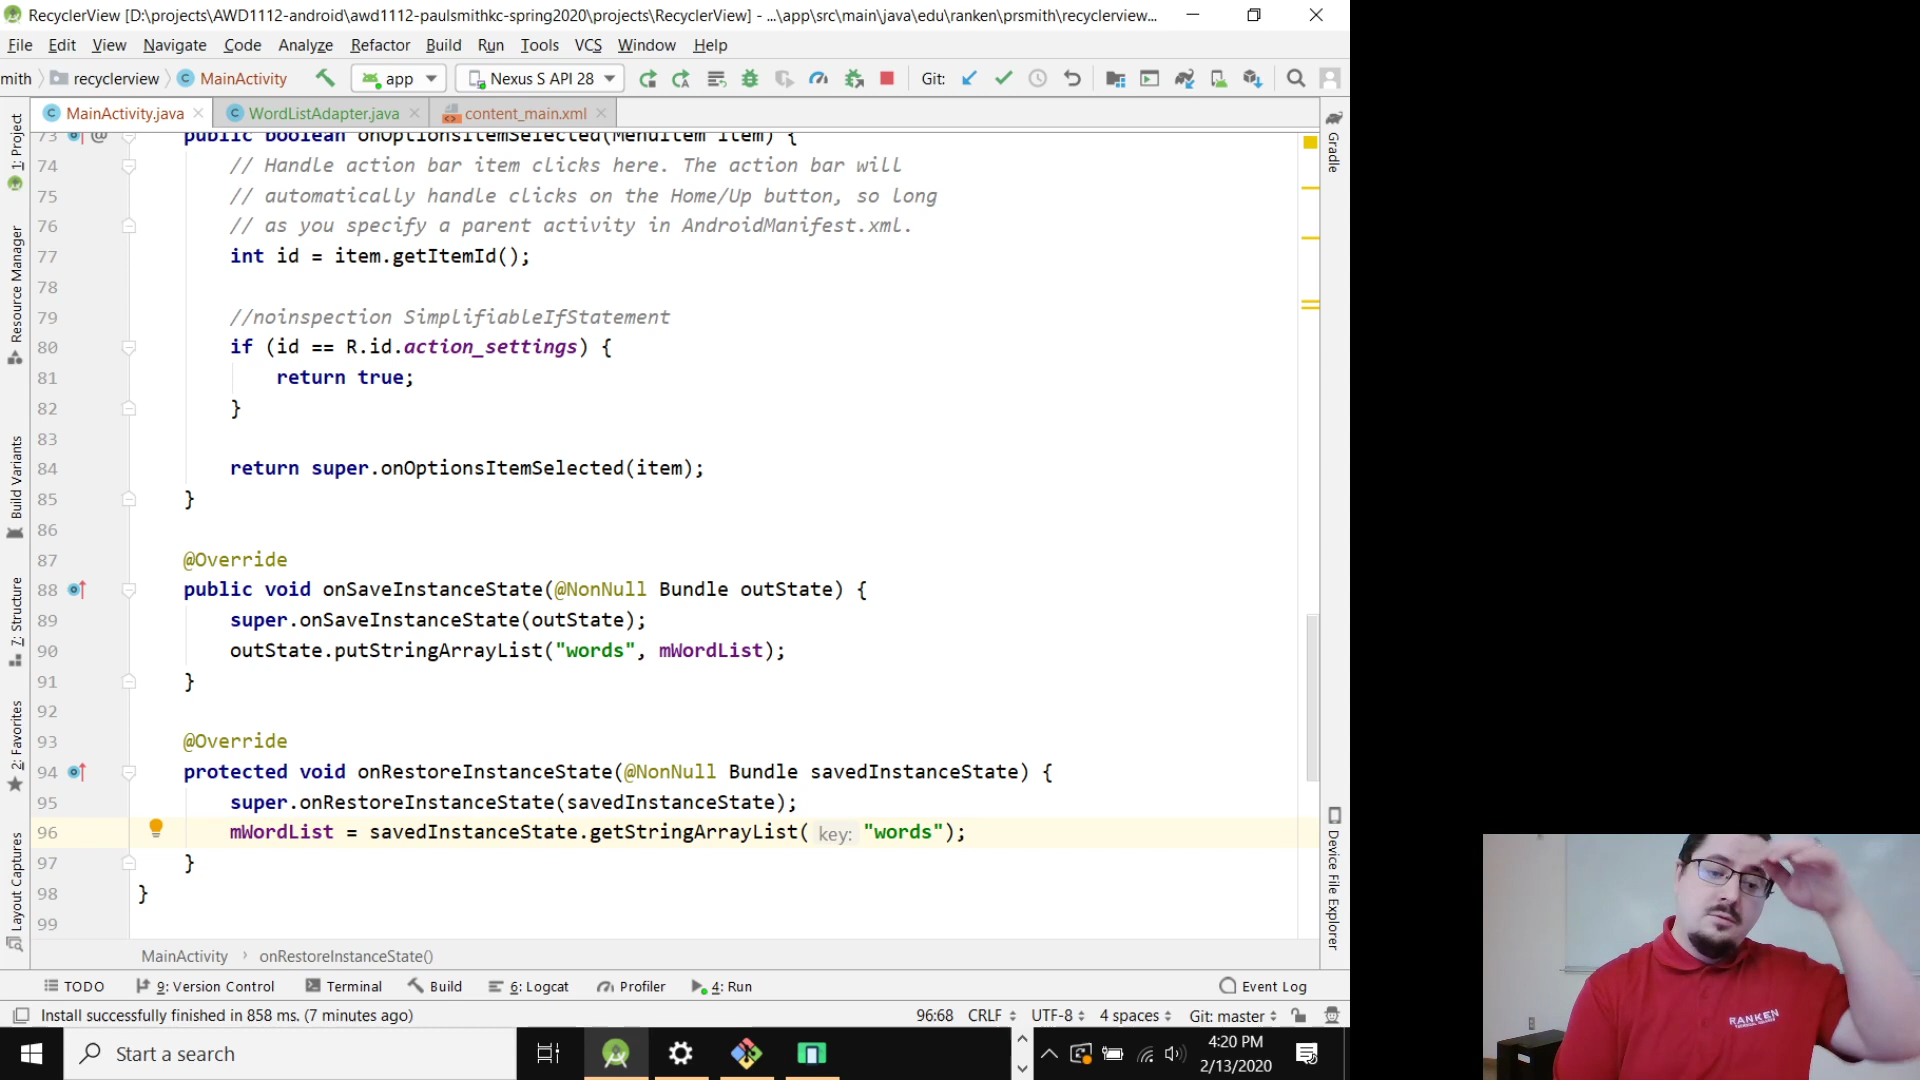 RecyclerView [D:\projects\AWD1112-android\awd1112-paulsmithkc-spring2020\projects\RecyclerView] - ...\app\src\main\java\edu\ranken\prsmith\recyclerview...
File Edit View Navigate Code Analyze Refactor Build Run Tools VCS Window Help
mith recyclerview MainActivity app Nexus S API 28 Git:
MainActivity.java WordListAdapter.java content_main.xml
73 public boolean onOptionsItemSelected(MenuItem item) {
74 // Handle action bar item clicks here. The action bar will
75 // automatically handle clicks on the Home/Up button, so long
76 // as you specify a parent activity in AndroidManifest.xml.
77 int id = item.getItemId();
78
79 //noinspection SimplifiableIfStatement
80 if (id == R.id.action_settings) {
81 return true;
82 }
83
84 return super.onOptionsItemSelected(item);
85 }
86
87 @Override
88 public void onSaveInstanceState(@NonNull Bundle outState) {
89 super.onSaveInstanceState(outState);
90 outState.putStringArrayList("words", mWordList);
91 }
92
93 @Override
94 protected void onRestoreInstanceState(@NonNull Bundle savedInstanceState) {
95 super.onRestoreInstanceState(savedInstanceState);
96 mWordList = savedInstanceState.getStringArrayList( key: "words");
97 }
98 }
99
1: Project
Resource Manager
Build Variants
7: Structure
2: Favorites
Layout Captures
Gradle
Device File Explorer
MainActivity › onRestoreInstanceState()
TODO 9: Version Control Terminal Build 6: Logcat Profiler 4: Run Event Log
Install successfully finished in 858 ms. (7 minutes ago) 96:68 CRLF UTF-8 4 spaces Git: master
Start a search
4:20 PM
2/13/2020
RANKEN